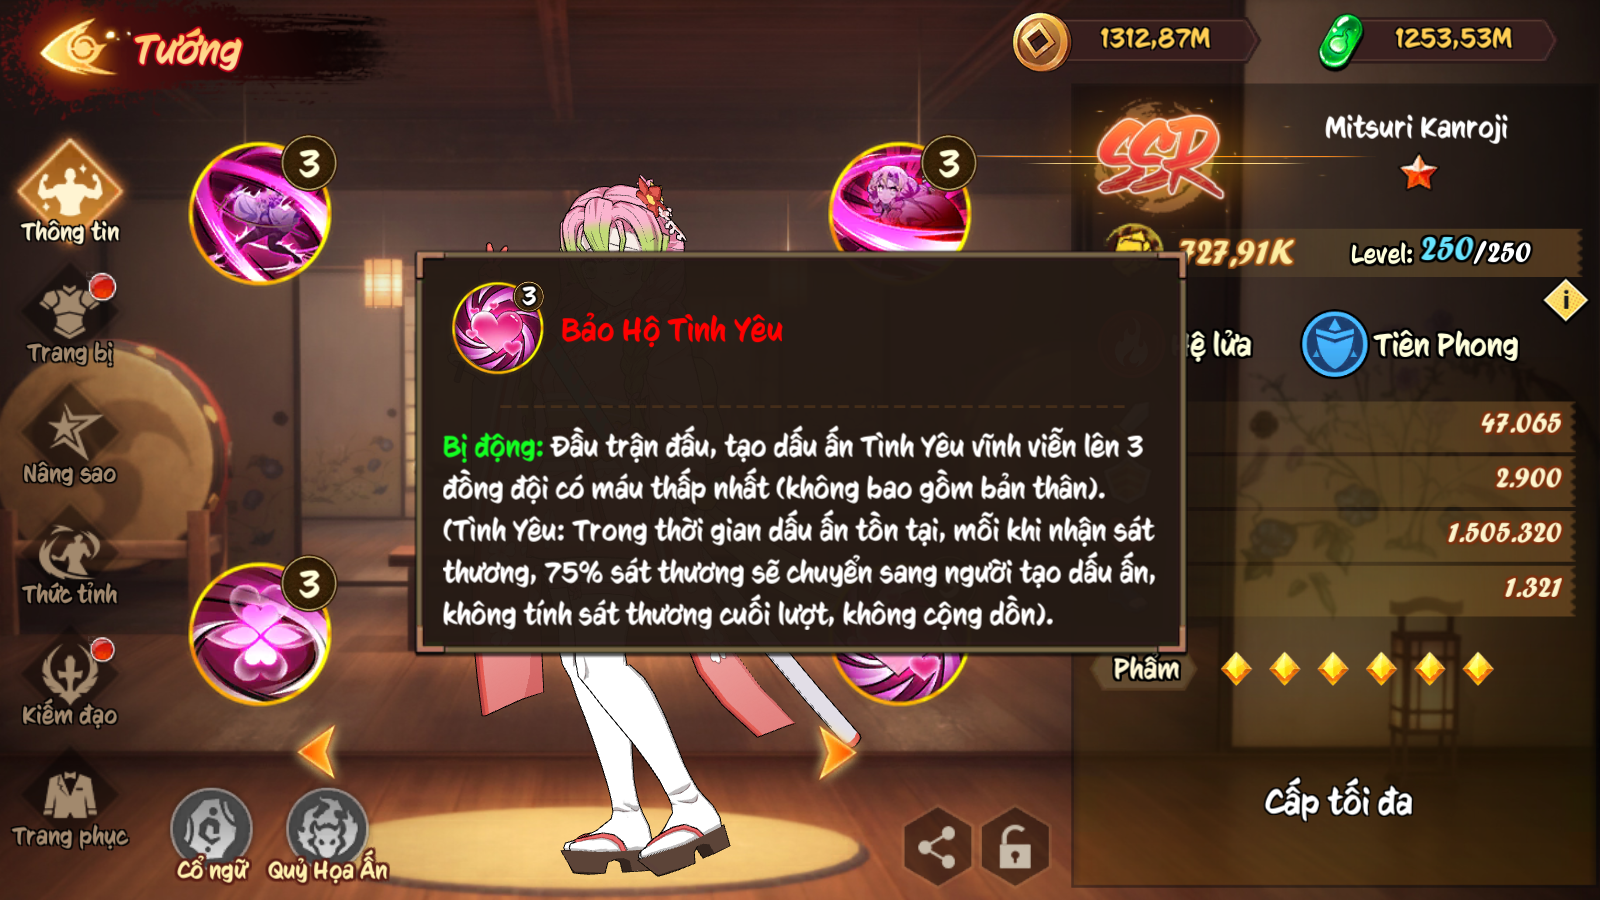 Tướng
1312,87M
1253,53M
SSR
Mitsuri Kanroji
3
3
Thông tin
727,91K
Level: 250/250
3
Bảo Hộ Tình Yêu
ệ lửa
Tiên Phong
Trang bị
47.065
Bị động: Đầu trận đấu, tạo dấu ấn Tình Yêu vĩnh viễn lên 3
đồng đội có máu thấp nhất (không bao gồm bản thân).
(Tình Yêu: Trong thời gian dấu ấn tồn tại, mỗi khi nhận sát
thương, 75% sát thương sẽ chuyển sang người tạo dấu ấn,
không tính sát thương cuối lượt, không cộng dồn).
Nâng sao
2.900
1.505.320
1.321
3
Thức tỉnh
Phẩm
Kiếm đạo
Cấp tối đa
Trang phục
Cổ ngữ
Quỷ Họa Ấn